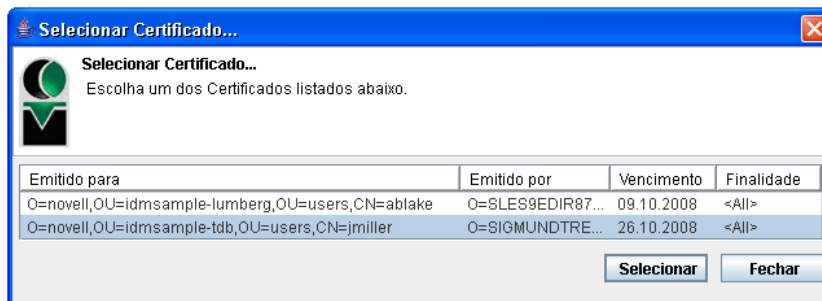 Selecionar Certificado...
Selecionar Certificado...
Escolha um dos Certificados listados abaixo.
Emitido para Emitido por Vencimento Finalidade
O=novell,OU=idmsample-lumberg,OU=users,CN=ablake O=SLES9EDIR87... 09.10.2008 <All>
O=novell,OU=idmsample-tdb,OU=users,CN=jmiller O=SIGMUNDTRE... 26.10.2008 <All>
Selecionar Fechar